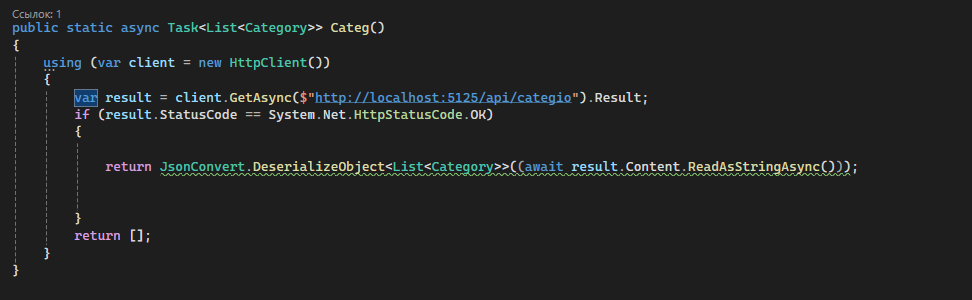 Ссылок: 1
public static async Task<List<Category>> Categ()
{
using (var client = new HttpClient())
{
var result = client.GetAsync($"http://localhost:5125/api/categio").Result;
if (result.StatusCode == System.Net.HttpStatusCode.OK)
{
return JsonConvert.DeserializeObject<List<Category>>((await result.Content.ReadAsStringAsync()));
}
return [];
}
}